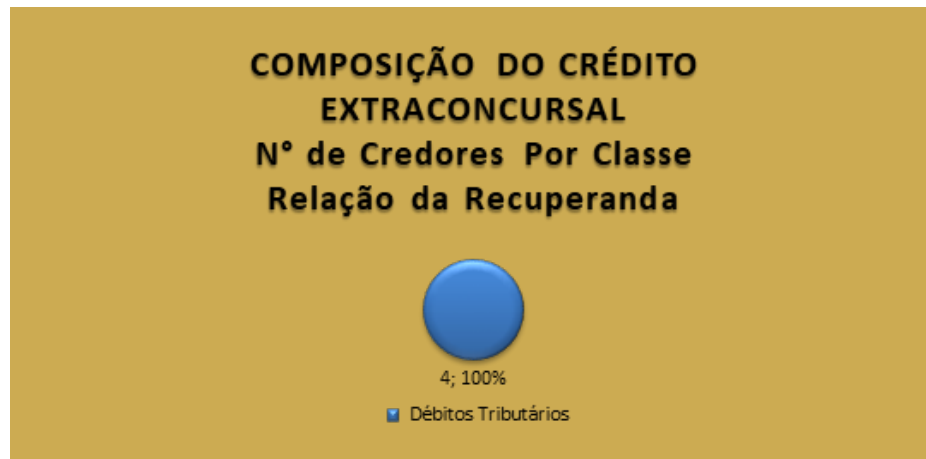 COMPOSIÇÃO DO CRÉDITO
EXTRACONCURSAL
N° de Credores Por Classe
Relação da Recuperanda
4; 100%
Débitos Tributários